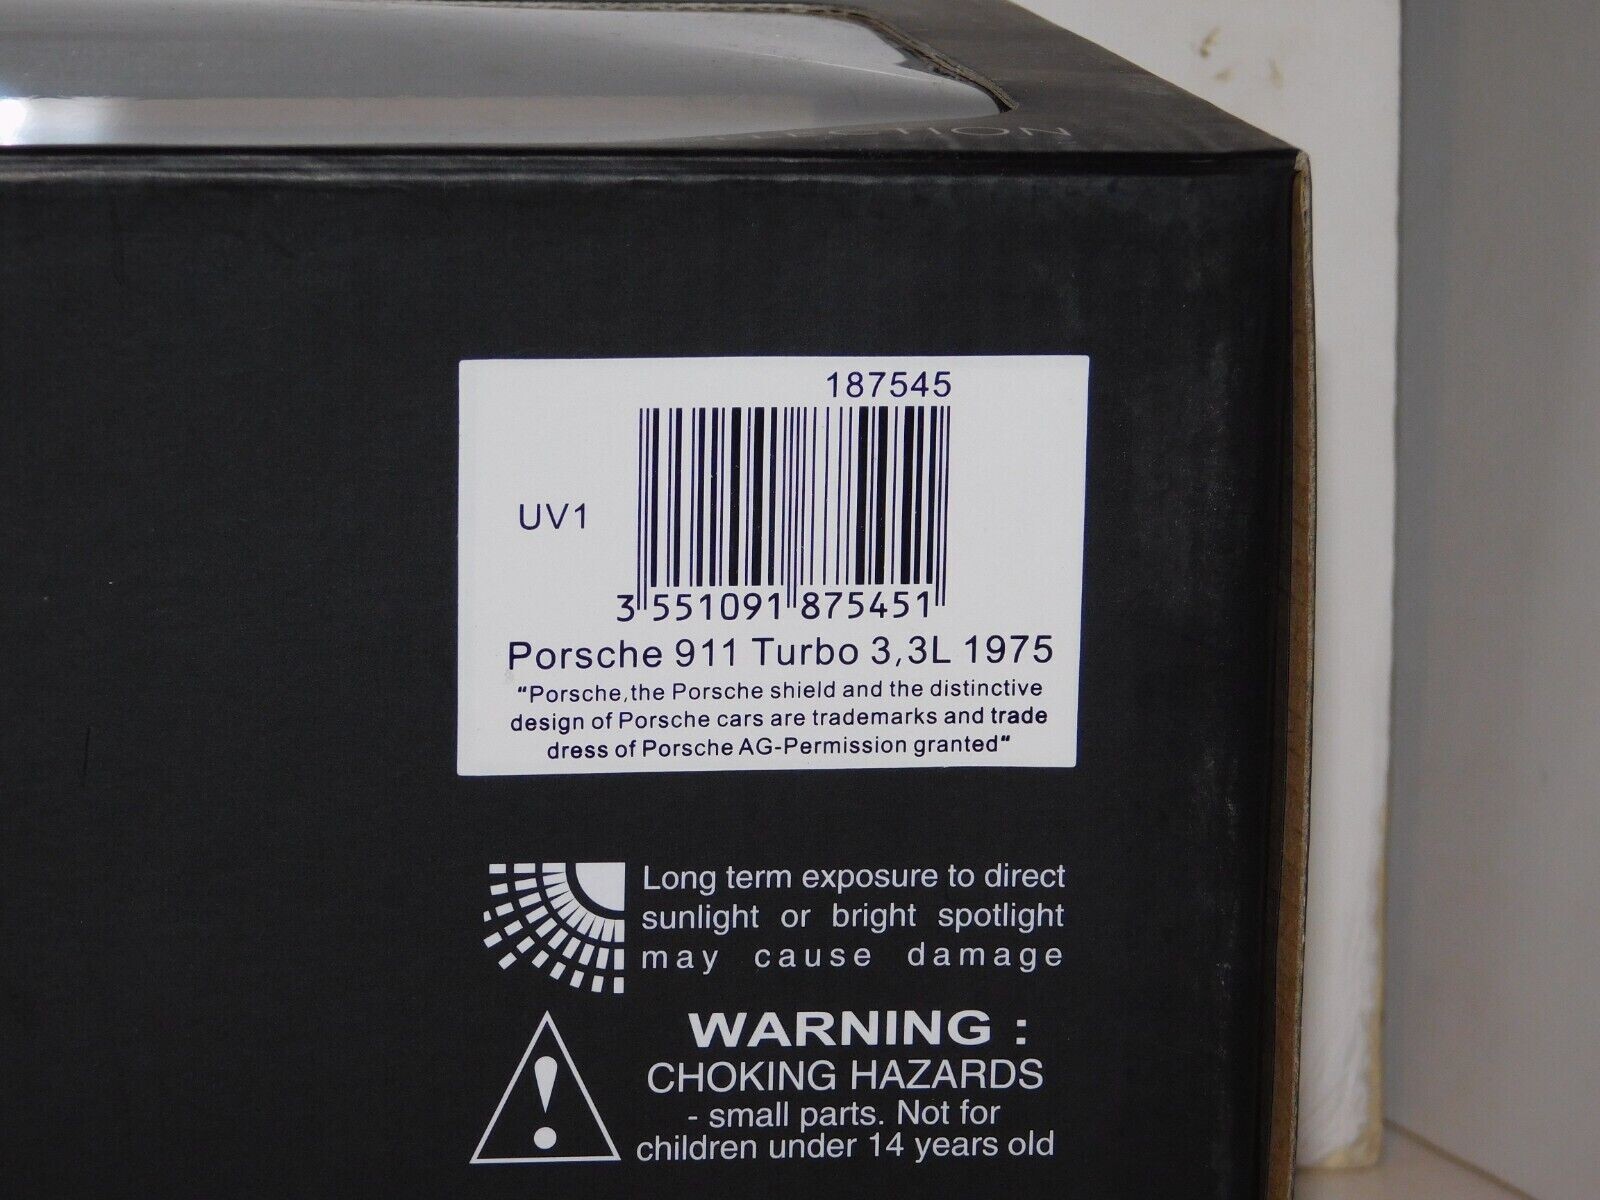 187545
UV1
3 551091 875451
Porsche 911 Turbo 3,3L 1975
"Porsche,the Porsche shield and the distinctive
design of Porsche cars are trademarks and trade
dress of Porsche AG-Permission granted"
Long term exposure to direct
sunlight or bright spotlight
may cause damage
WARNING :
CHOKING HAZARDS
- small parts. Not for
children under 14 years old